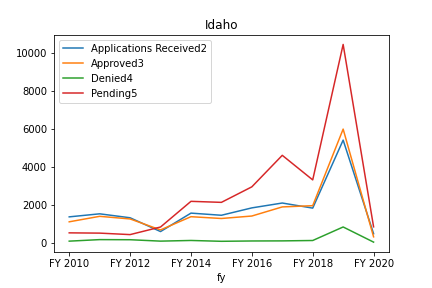 Idaho
Applications Received2
Approved3
Denied4
Pending5
10000
8000
6000
4000
2000
0
FY 2010 FY 2012 FY 2014 FY 2016 FY 2018 FY 2020
fy